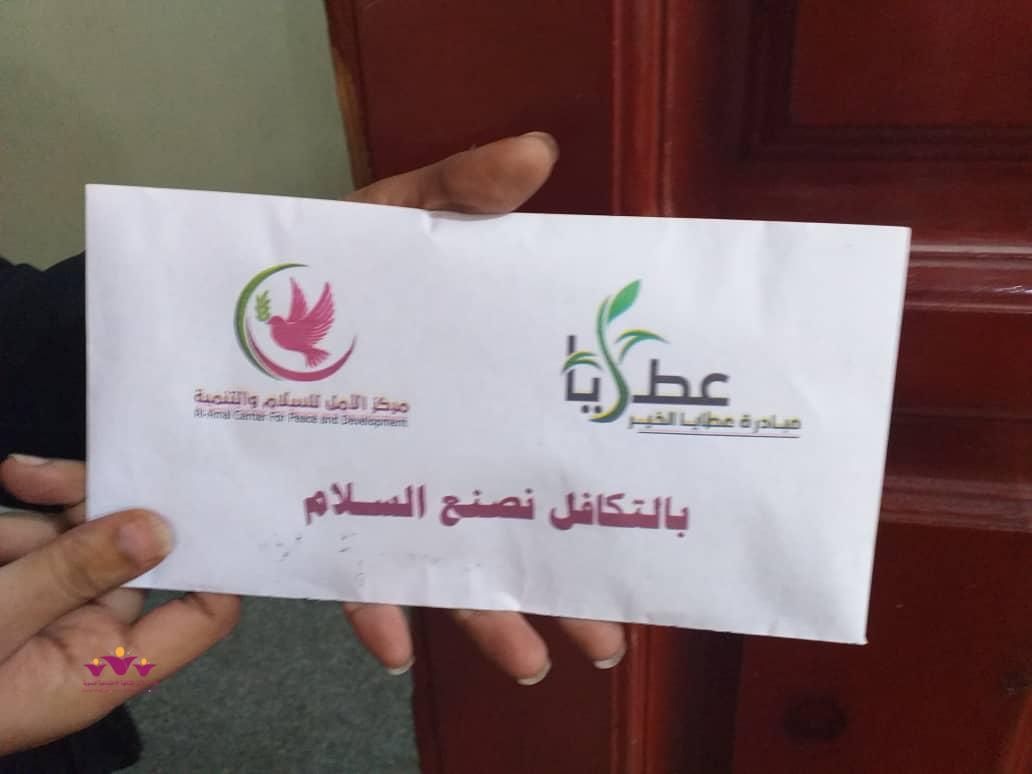 عطايا
مبادرة عطايا الخير
مركز الأمل للسلام والتنمية
Al-Amal Center For Peace and Development
بالتكافل نصنع السلام